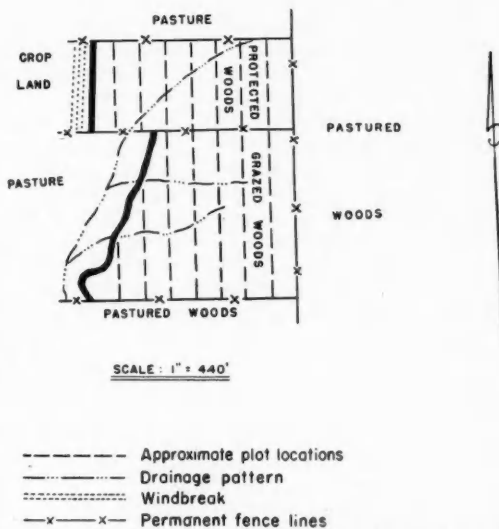 PASTURE
CROP
LAND
WOODS
PROTECTED
PASTURED
PASTURE
GRAZED WOODS
WOODS
PASTURED WOODS
SCALE: 1" = 440'
Approximate plot locations
Drainage pattern
Windbreak
Permanent fence lines